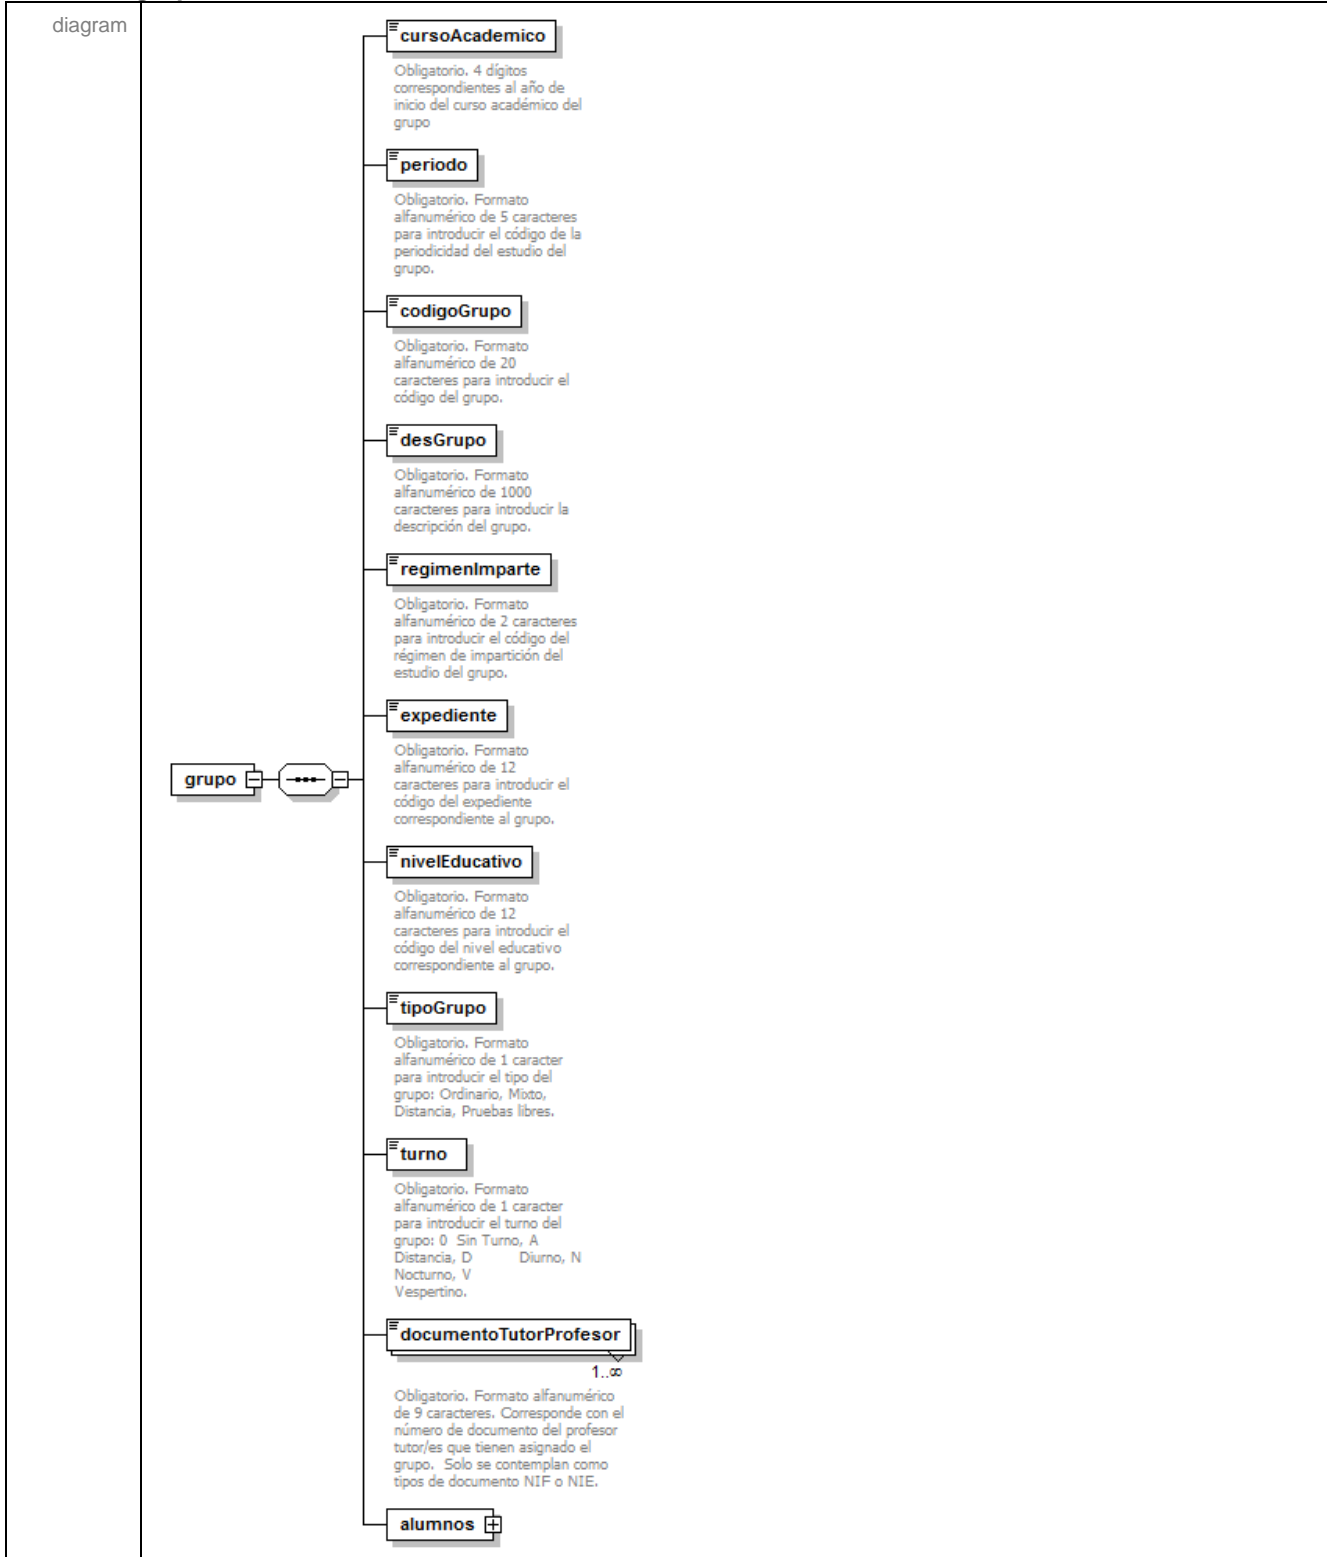 diagram
cursoAcademico
Obligatorio. 4 dígitos
correspondientes al año de
inicio del curso académico del
grupo
periodo
Obligatorio. Formato
alfanumérico de 5 caracteres
para introducir el código de la
periodicidad del estudio del
grupo.
codigoGrupo
Obligatorio. Formato
alfanumérico de 20
caracteres para introducir el
código del grupo.
desGrupo
Obligatorio. Formato
alfanumérico de 1000
caracteres para introducir la
descripción del grupo.
regimenImparte
Obligatorio. Formato
alfanumérico de 2 caracteres
para introducir el código del
régimen de impartición del
estudio del grupo.
expediente
Obligatorio. Formato
alfanumérico de 12
caracteres para introducir el
código del expediente
correspondiente al grupo.
grupo
nivelEducativo
Obligatorio. Formato
alfanumérico de 12
caracteres para introducir el
código del nivel educativo
correspondiente al grupo.
tipoGrupo
Obligatorio. Formato
alfanumérico de 1 caracter
para introducir el tipo del
grupo: Ordinario, Mixto,
Distancia, Pruebas libres.
turno
Obligatorio. Formato
alfanumérico de 1 caracter
para introducir el turno del
grupo: 0 Sin Turno, A
Distancia, D Diurno, N
Nocturno, V
Vespertino.
documentoTutorProfesor
1..∞
Obligatorio. Formato alfanumérico
de 9 caracteres. Corresponde con el
número de documento del profesor
tutor/es que tienen asignado el
grupo. Solo se contemplan como
tipos de documento NIF o NIE.
alumnos